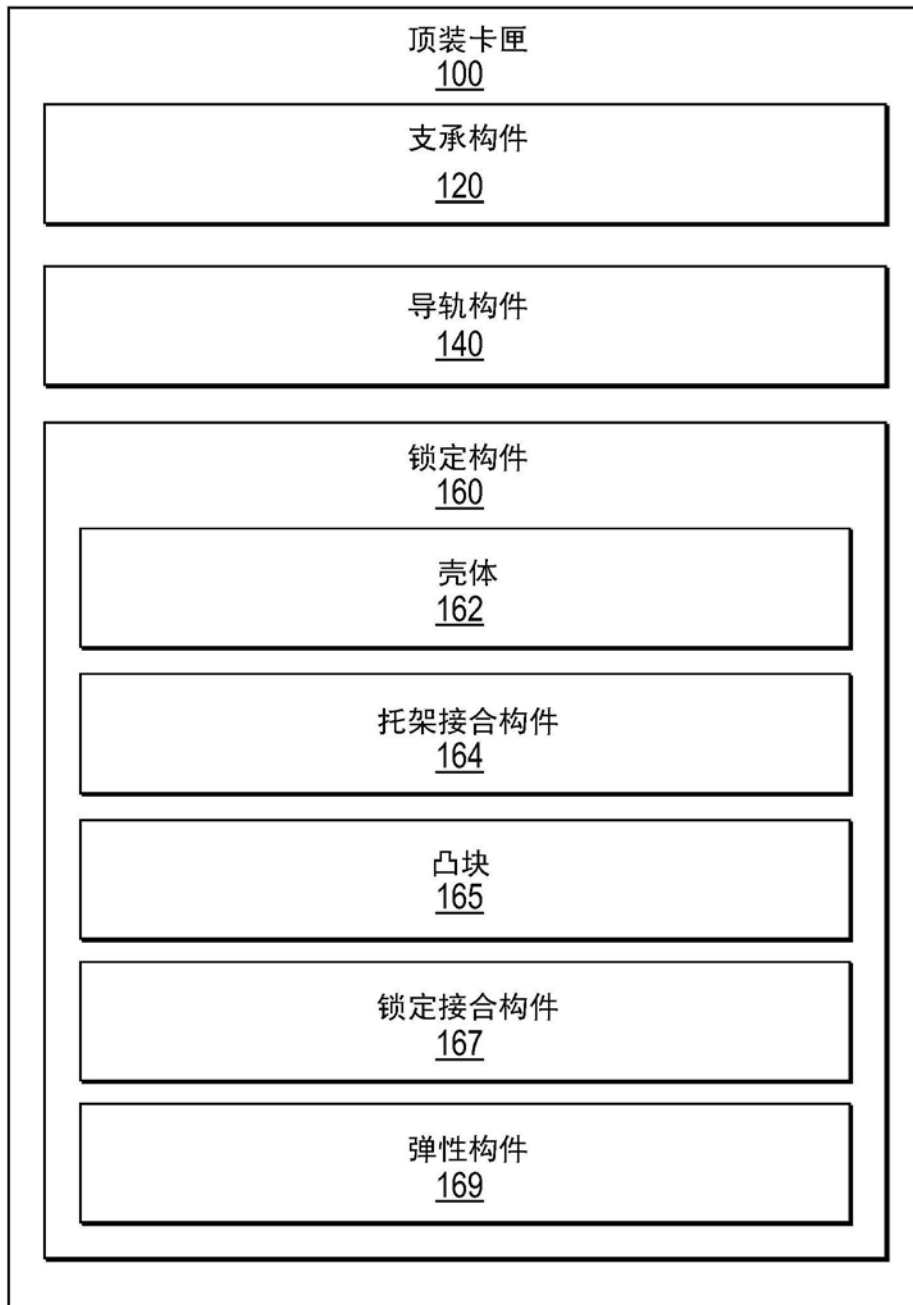 顶装卡匣
100
支承构件
120
导轨构件
140
锁定构件
160
壳体
162
托架接合构件
164
凸块
165
锁定接合构件
167
弹性构件
169